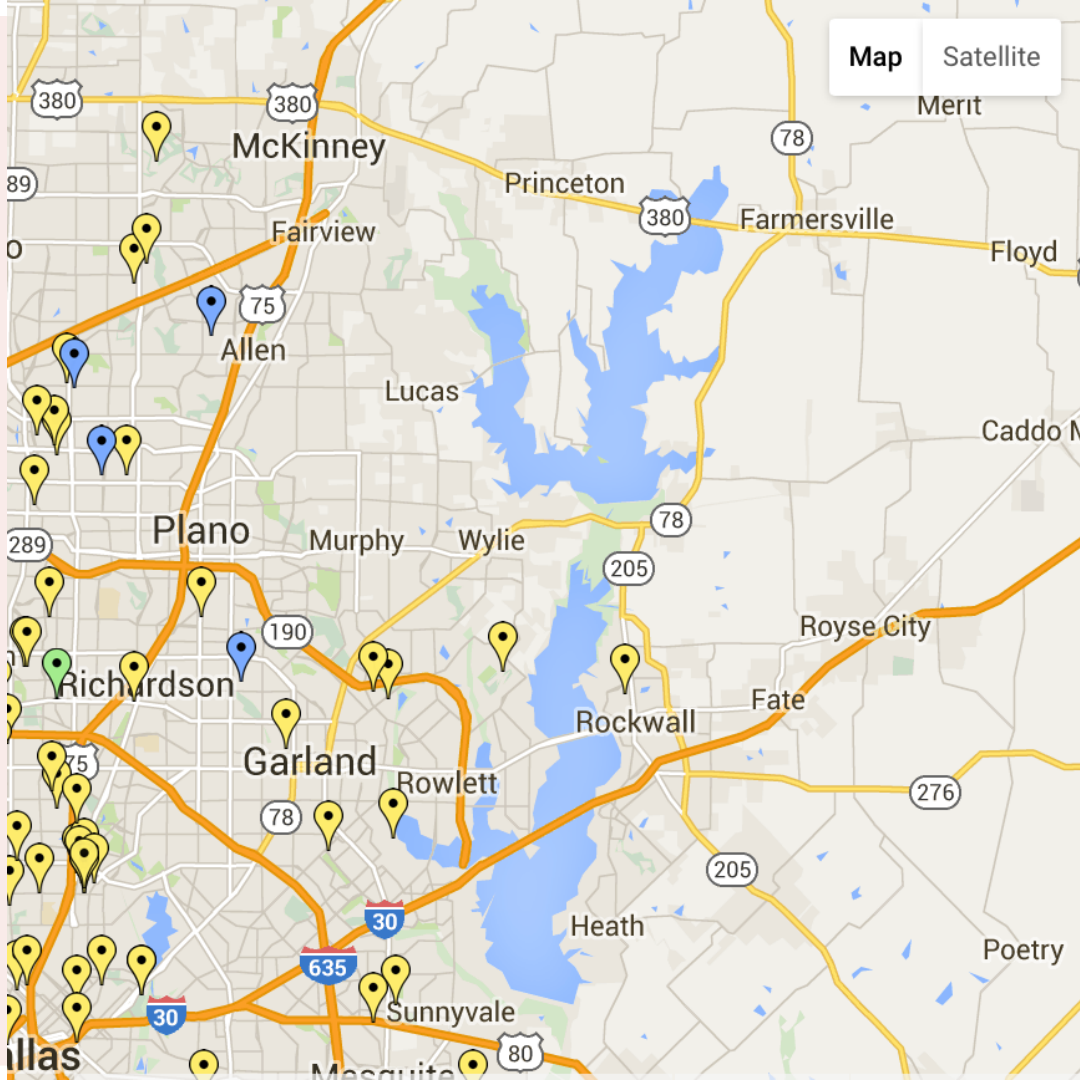 Map Satellite
380
380
Merit
McKinney
78
89
Princeton
380
Farmersville
Fairview
o
Floyd
75
Allen
Lucas
Caddo M
Plano
78
289
Murphy
Wylie
205
190
Royse City
Richardson
Fate
Rockwall
75
Garland
Rowlett
276
78
205
30
Heath
Poetry
635
30
Sunnyvale
80
allas
Mesquite